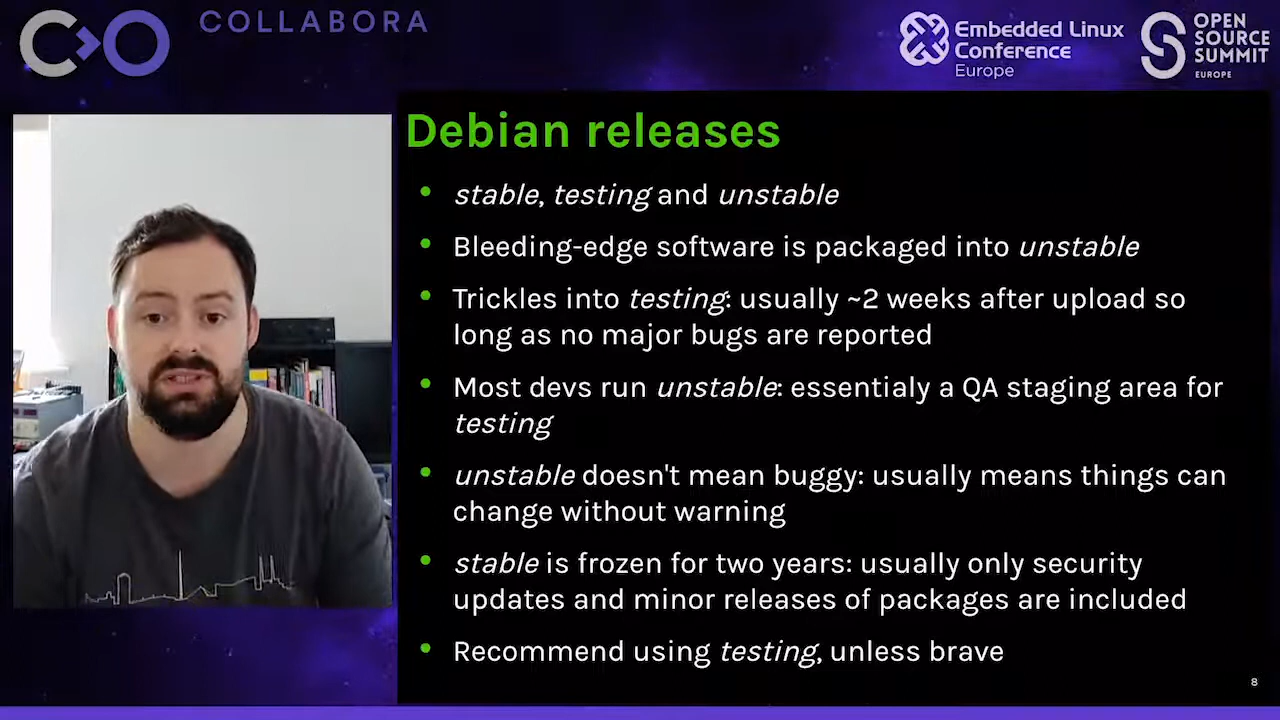 COLLABORA
Embedded Linux
Conference
Europe
OPEN
SOURCE
SUMMIT
EUROPE
Debian releases
• stable, testing and unstable
• Bleeding-edge software is packaged into unstable
• Trickles into testing: usually ~2 weeks after upload so
long as no major bugs are reported
• Most devs run unstable: essentialy a QA staging area for
testing
• unstable doesn't mean buggy: usually means things can
change without warning
• stable is frozen for two years: usually only security
updates and minor releases of packages are included
• Recommend using testing, unless brave
8